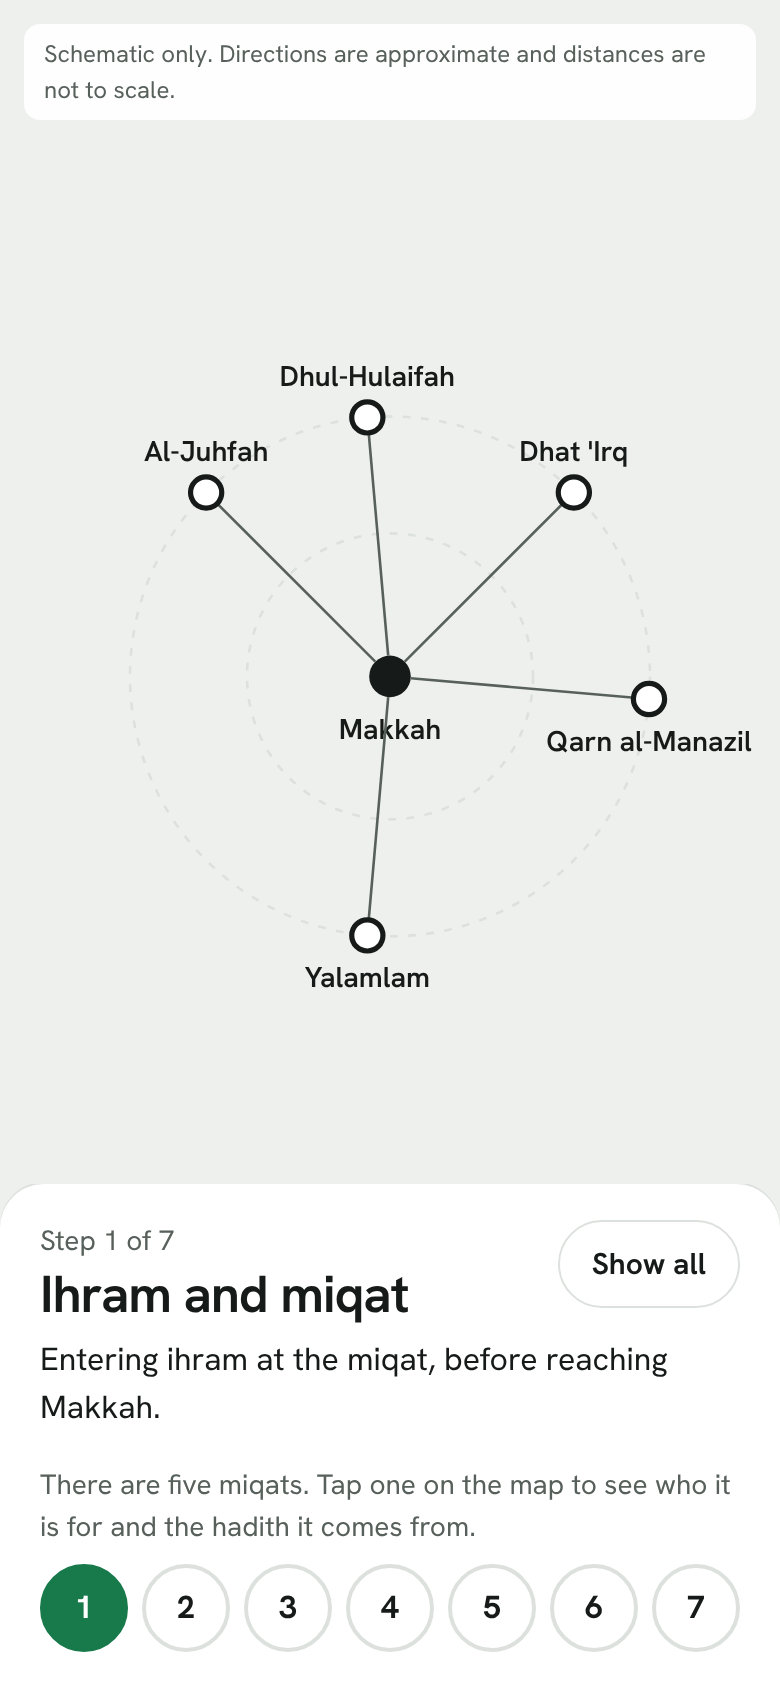 Schematic only. Directions are approximate and distances are
not to scale.
Dhul-Hulaifah
Al-Juhfah
Dhat 'Irq
Makkah
Qarn al-Manazil
Yalamlam
Step 1 of 7
Show all
Ihram and miqat
Entering ihram at the miqat, before reaching
Makkah.
There are five miqats. Tap one on the map to see who it
is for and the hadith it comes from.
1 2 3 4 5 6 7